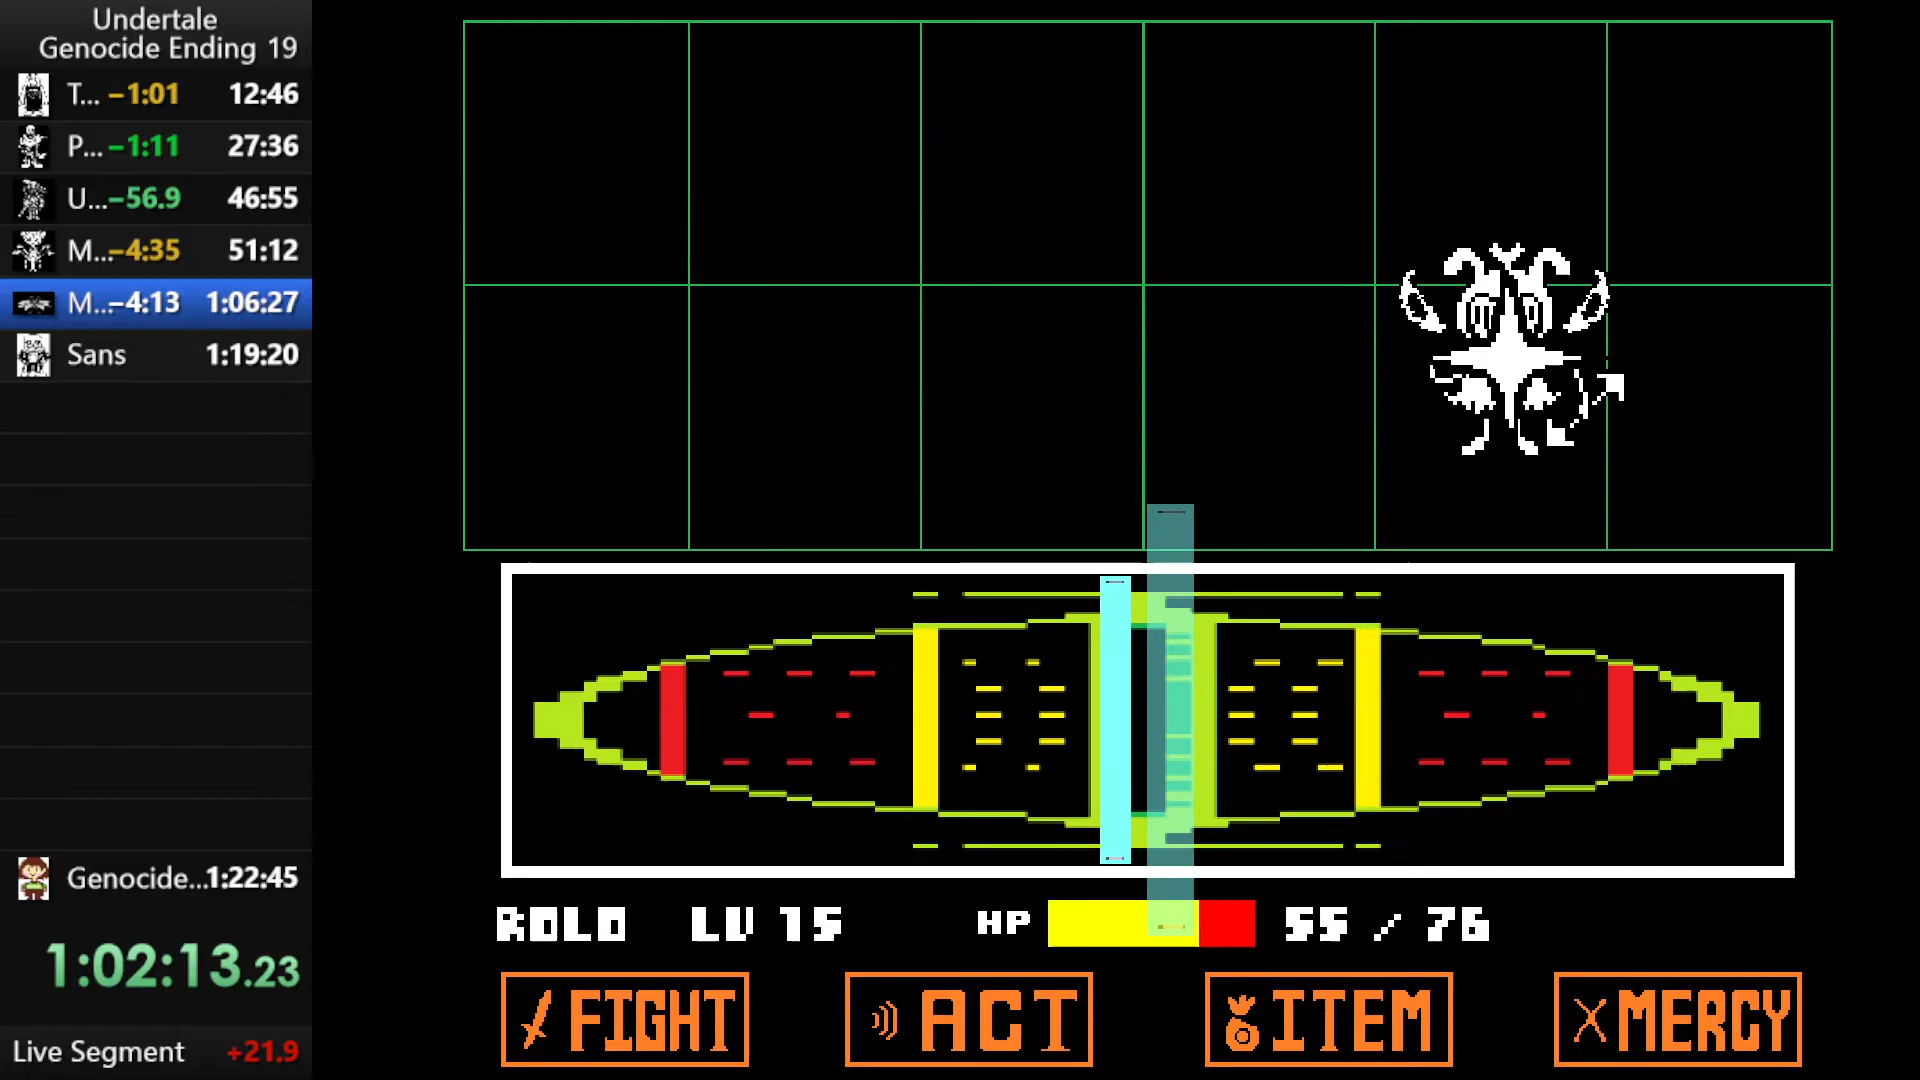 Undertale
Genocide Ending 19
T... −1:01 12:46
P... −1:11 27:36
U...−56.9 46:55
M...−4:35 51:12
M...−4:13 1:06:27
Sans 1:19:20
Genocide...1:22:45
1:02:13.23
Live Segment +21.9
ROLO LV 15 HP 55 / 76
FIGHT ACT ITEM MERCY